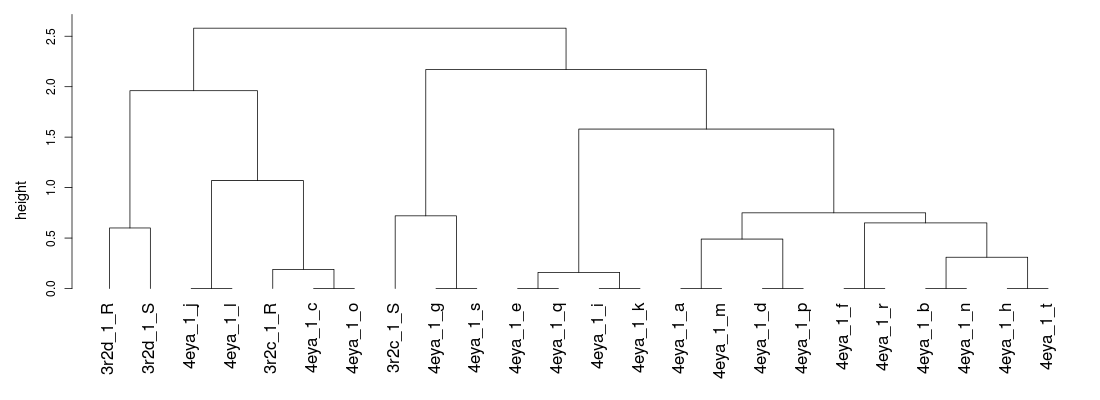 height
2.5
2.0
1.5
1.0
0.5
0.0
3r2d_1_R
3r2d_1_S
4eya_1_j
4eya_1_l
3r2c_1_R
4eya_1_c
4eya_1_o
3r2c_1_S
4eya_1_g
4eya_1_s
4eya_1_e
4eya_1_q
4eya_1_i
4eya_1_k
4eya_1_a
4eya_1_m
4eya_1_d
4eya_1_p
4eya_1_f
4eya_1_r
4eya_1_b
4eya_1_n
4eya_1_h
4eya_1_t